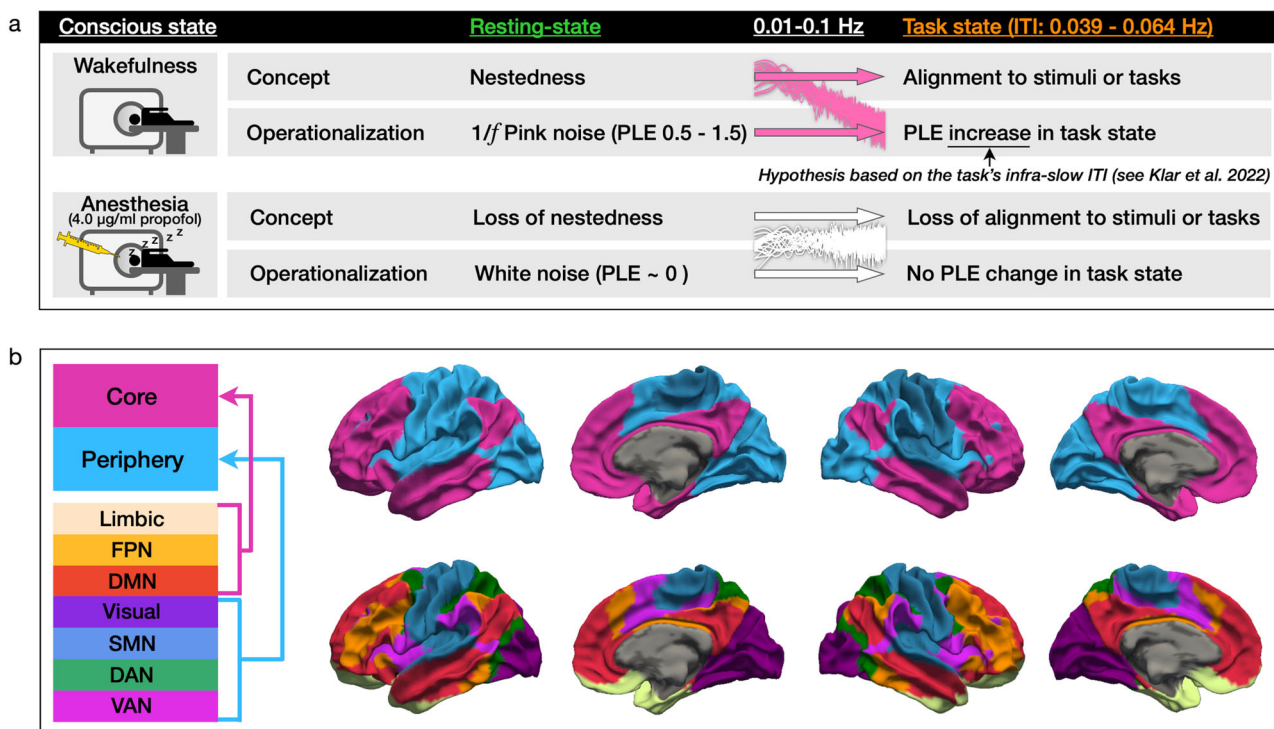 a
Conscious state Resting-state 0.01-0.1 Hz Task state (ITI: 0.039 - 0.064 Hz)
Wakefulness
Concept Nestedness Alignment to stimuli or tasks
Operationalization 1/f Pink noise (PLE 0.5 - 1.5) PLE increase in task state
Hypothesis based on the task's infra-slow ITI (see Klar et al. 2022)
Anesthesia
(4.0 µg/ml propofol)
z z z z z
Concept Loss of nestedness Loss of alignment to stimuli or tasks
Operationalization White noise (PLE ~ 0 ) No PLE change in task state
b
Core
Periphery
Limbic
FPN
DMN
Visual
SMN
DAN
VAN